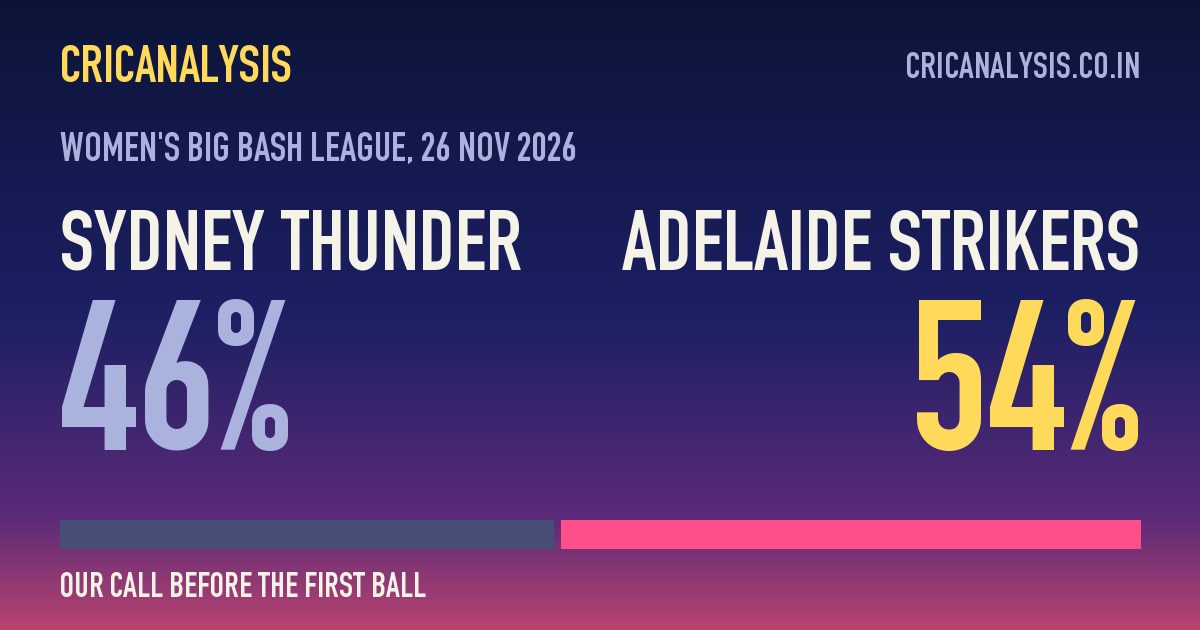 CRICANALYSIS
CRICANALYSIS.CO.IN
WOMEN'S BIG BASH LEAGUE, 26 NOV 2026
SYDNEY THUNDER
46%
ADELAIDE STRIKERS
54%
OUR CALL BEFORE THE FIRST BALL